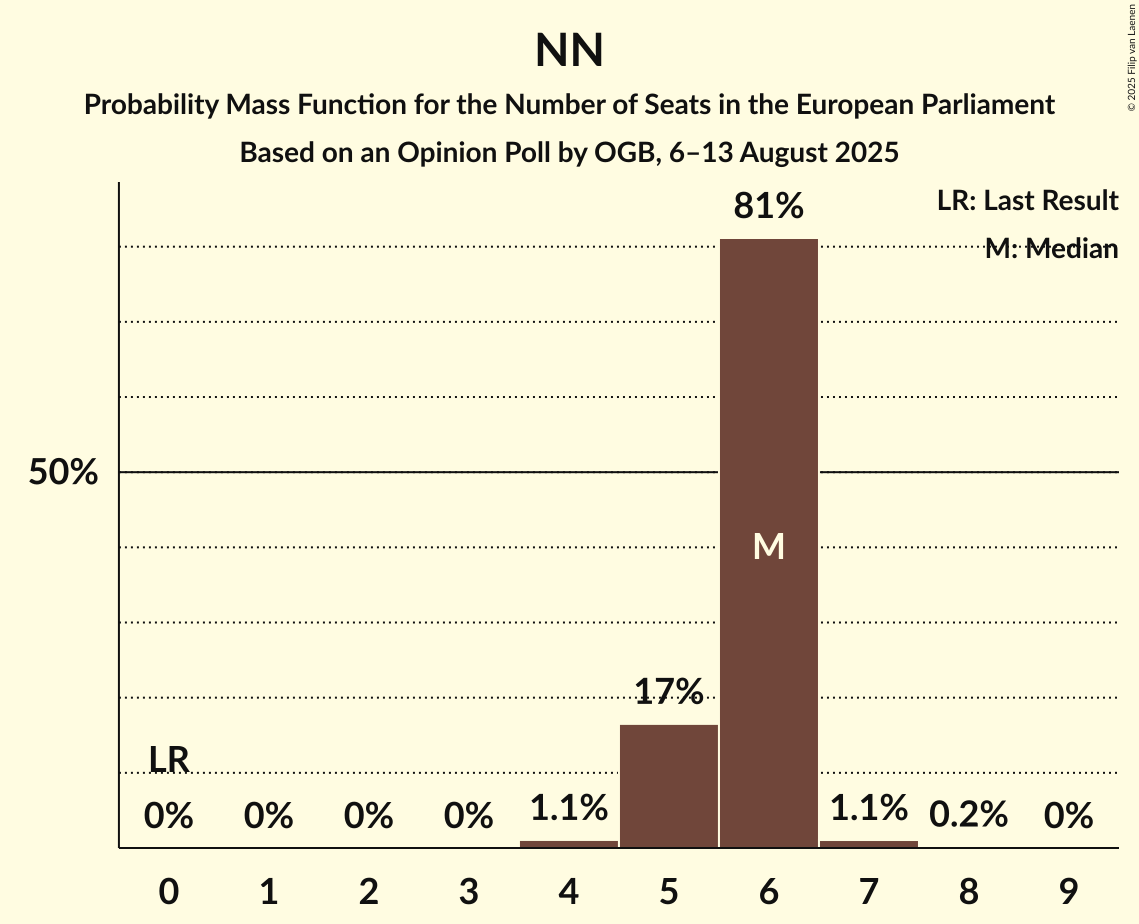 NN
Probability Mass Function for the Number of Seats in the European Parliament
Based on an Opinion Poll by OGB, 6–13 August 2025
© 2025 Filip van Laenen
LR: Last Result
M: Median
81%
50%
M
17%
LR
0% 0% 0% 0% 1.1% 1.1% 0.2% 0%
0 1 2 3 4 5 6 7 8 9